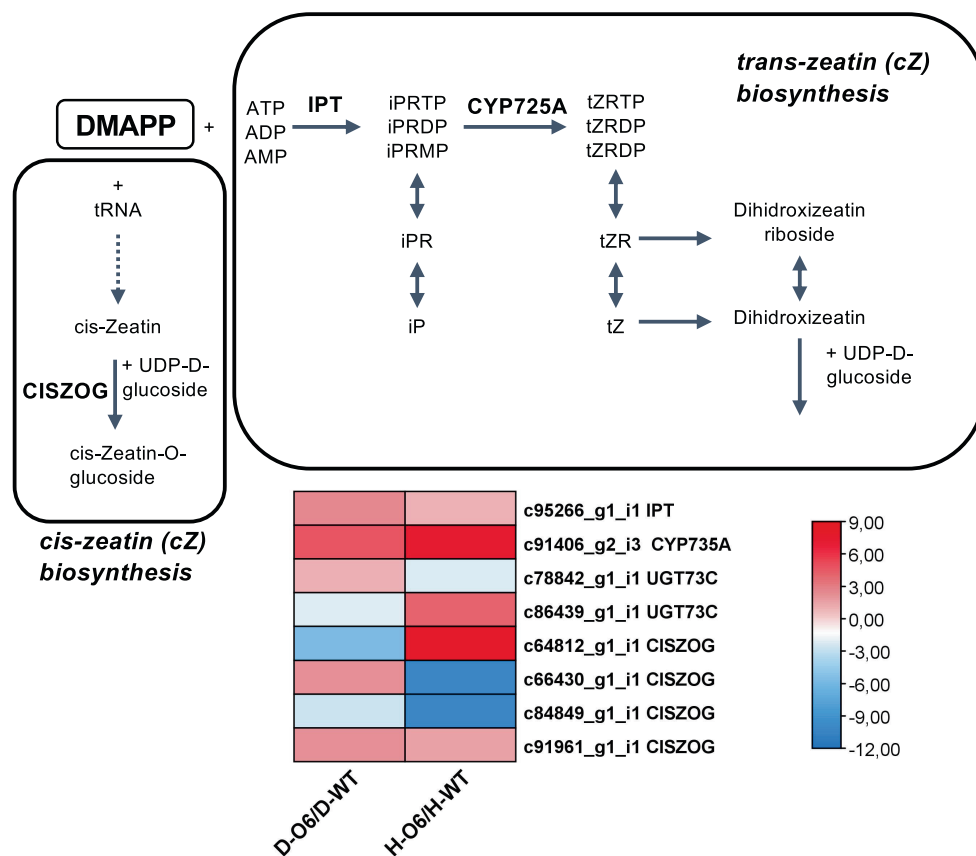 trans-zeatin (cZ)
biosynthesis
DMAPP
+
ATP
ADP
AMP
IPT
iPRTP
iPRDP
iPRMP
CYP725A
tZRTP
tZRDP
tZRDP
iPR
tZR
Dihidroxizeatin
riboside
iP
tZ
Dihidroxizeatin
+ UDP-D-
glucoside
+
tRNA
cis-Zeatin
CISZOG
+ UDP-D-
glucoside
cis-Zeatin-O-
glucoside
cis-zeatin (cZ)
biosynthesis
c95266_g1_i1 IPT
c91406_g2_i3 CYP735A
c78842_g1_i1 UGT73C
c86439_g1_i1 UGT73C
c64812_g1_i1 CISZOG
c66430_g1_i1 CISZOG
c84849_g1_i1 CISZOG
c91961_g1_i1 CISZOG
D-O6/D-WT
H-O6/H-WT
9,00
6,00
3,00
0,00
-3,00
-6,00
-9,00
-12,00